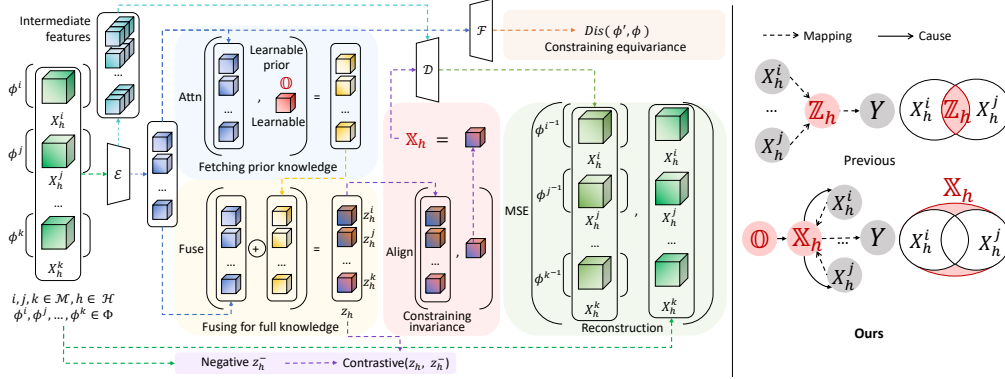 Intermediate
features
...
ϕ^i
X_h^i
ϕ^j
X_h^j
...
ϕ^k
X_h^k
i, j, k ∈ ℳ, h ∈ ℋ
ϕ^i, ϕ^j, ..., ϕ^k ∈ Φ
ℰ
...
Attn
...
,
Learnable
prior
𝕆
Learnable
=
...
Fetching prior knowledge
Fuse
...
+
...
=
z_h^i
z_h^j
...
z_h^k
z_h
Fusing for full knowledge
Negative z_h^-
Contrastive(z_h, z_h^-)
𝒟
ℱ
Dis(ϕ′, ϕ)
Constraining equivariance
𝕏_h =
Align
...
,
Constraining
invariance
MSE
ϕ^{i^{-1}}
X_h^i
ϕ^{j^{-1}}
X_h^j
...
ϕ^{k^{-1}}
X_h^k
,
X_h^i
X_h^j
...
X_h^k
Reconstruction
Mapping
Cause
X_h^i
...
X_h^j
ℤ_h
Y
X_h^i
ℤ_h
X_h^j
Previous
𝕆
𝕏_h
X_h^i
...
X_h^j
Y
𝕏_h
X_h^i
X_h^j
Ours